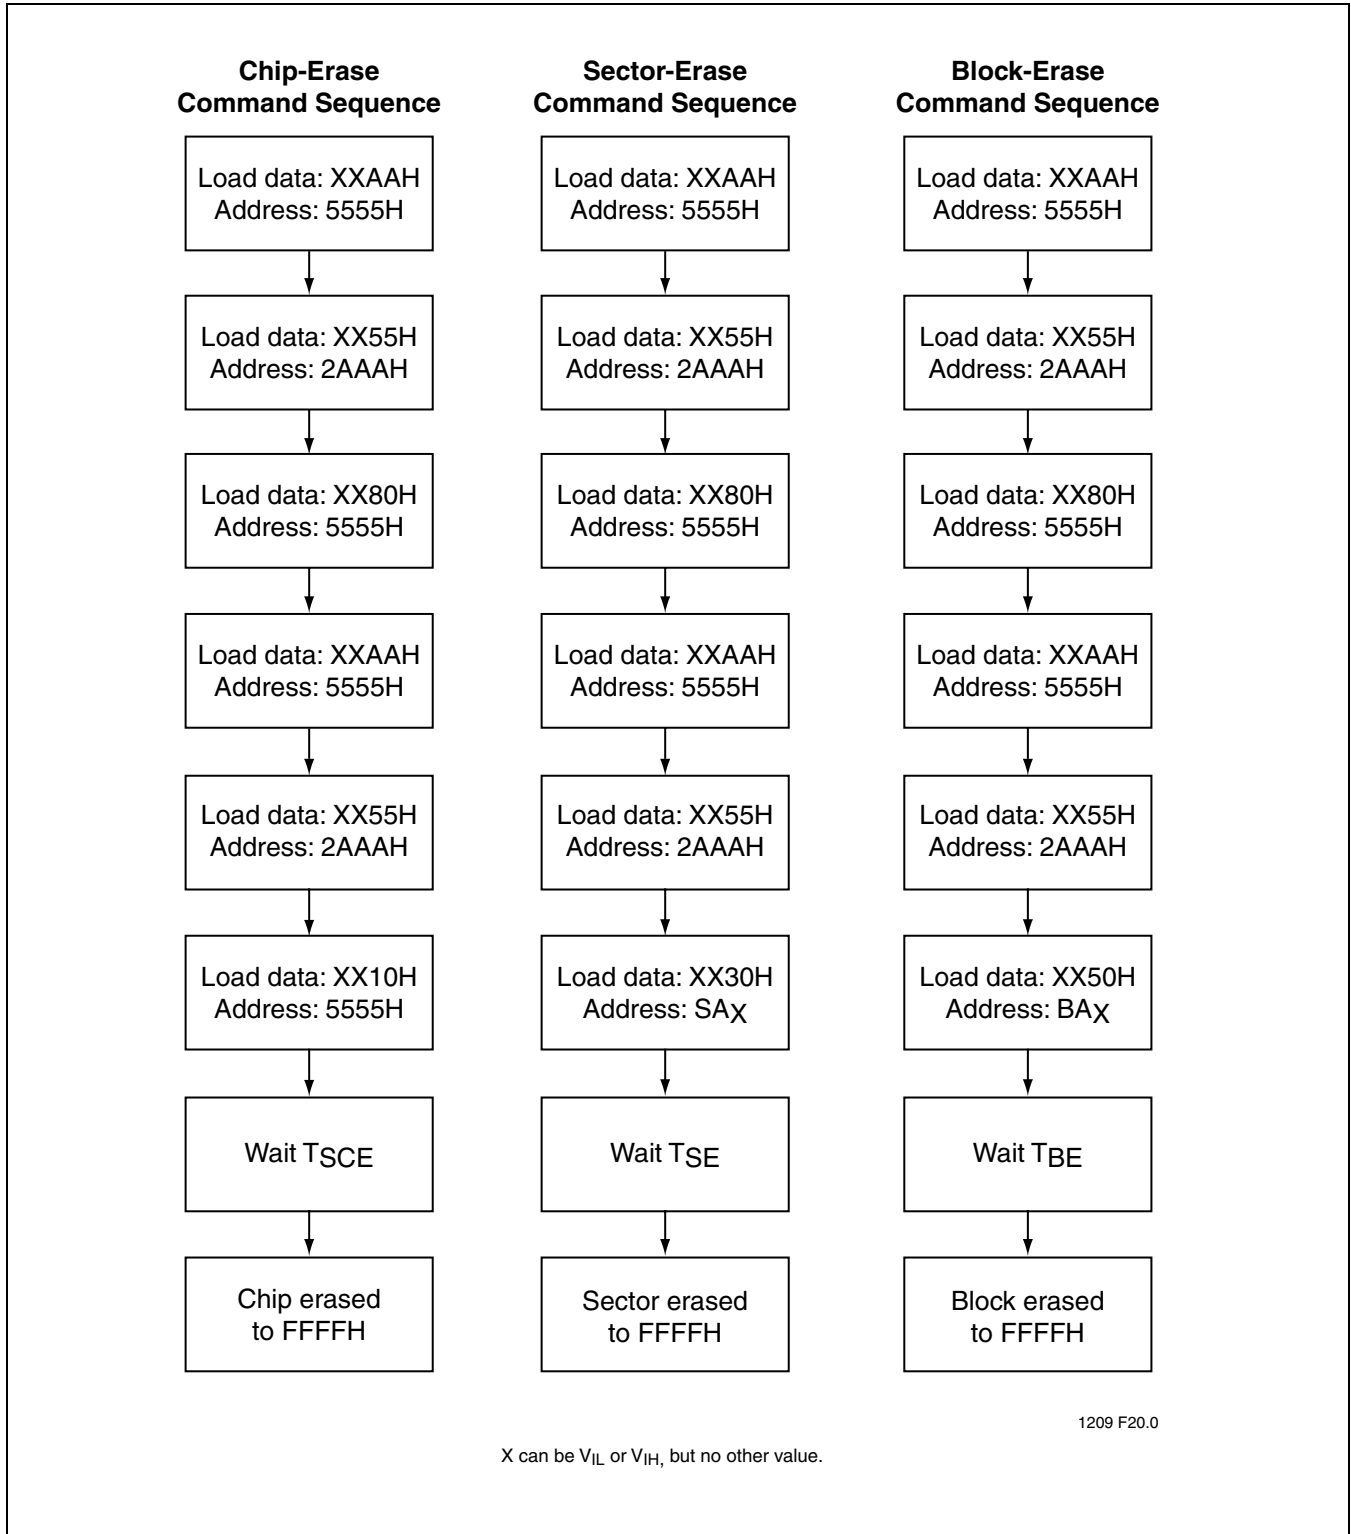 Chip-Erase
Command Sequence
Load data: XXAAH
Address: 5555H
Load data: XX55H
Address: 2AAAH
Load data: XX80H
Address: 5555H
Load data: XXAAH
Address: 5555H
Load data: XX55H
Address: 2AAAH
Load data: XX10H
Address: 5555H
Wait TSCE
Chip erased
to FFFFH
Sector-Erase
Command Sequence
Load data: XXAAH
Address: 5555H
Load data: XX55H
Address: 2AAAH
Load data: XX80H
Address: 5555H
Load data: XXAAH
Address: 5555H
Load data: XX55H
Address: 2AAAH
Load data: XX30H
Address: SAX
Wait TSE
Sector erased
to FFFFH
Block-Erase
Command Sequence
Load data: XXAAH
Address: 5555H
Load data: XX55H
Address: 2AAAH
Load data: XX80H
Address: 5555H
Load data: XXAAH
Address: 5555H
Load data: XX55H
Address: 2AAAH
Load data: XX50H
Address: BAX
Wait TBE
Block erased
to FFFFH
1209 F20.0
X can be VIL or VIH, but no other value.